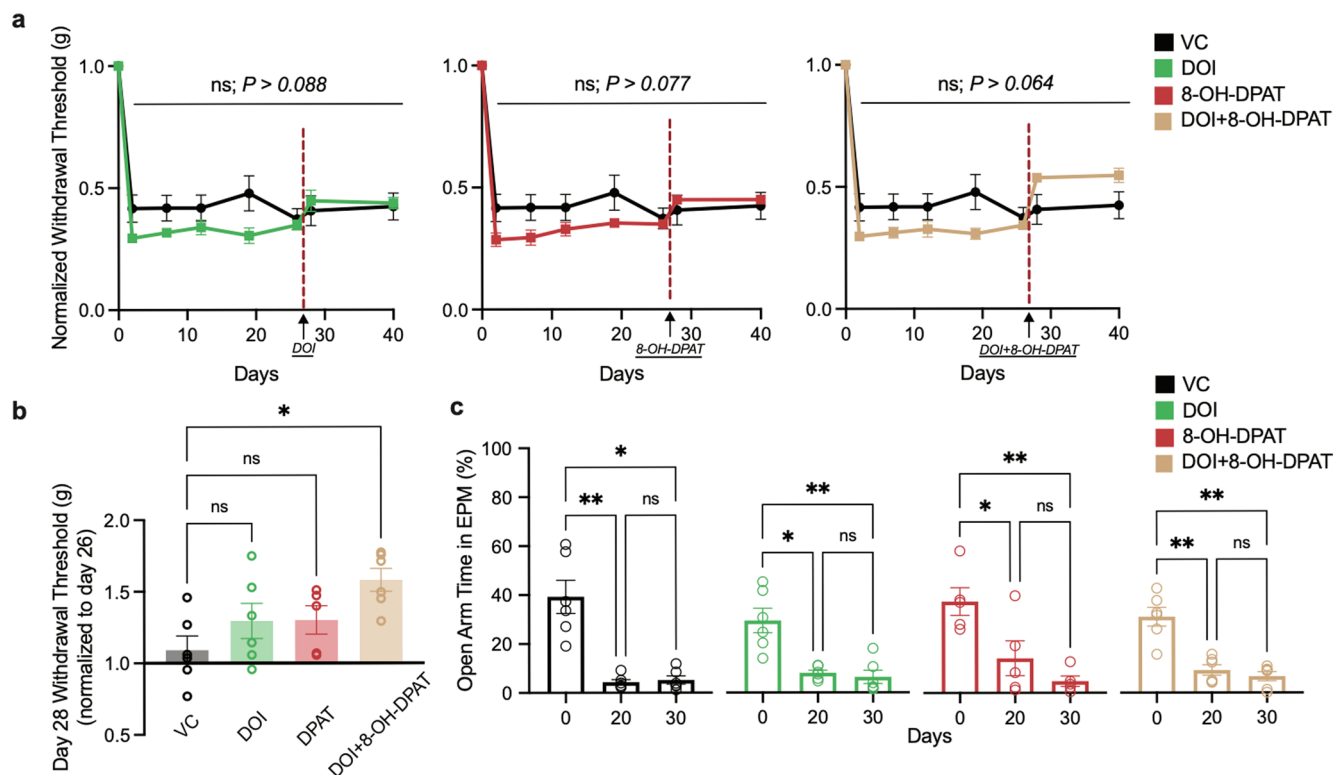 a
Normalized Withdrawal Threshold (g)
1.0
0.5
0.0
ns; P > 0.088
0 20 30 40
DOI
Days
1.0
0.5
0.0
ns; P > 0.077
0 20 30 40
8-OH-DPAT
Days
1.0
0.5
0.0
ns; P > 0.064
0 20 30 40
DOI+8-OH-DPAT
Days
VC
DOI
8-OH-DPAT
DOI+8-OH-DPAT
b
Day 28 Withdrawal Threshold (g)
(normalized to day 26)
2.0
1.5
1.0
0.5
*
ns
ns
VC
DOI
DPAT
DOI+8-OH-DPAT
c
VC
DOI
8-OH-DPAT
DOI+8-OH-DPAT
Open Arm Time in EPM (%)
100
80
60
40
20
0
*
** ns
0 20 30
**
* ns
0 20 30
**
* ns
0 20 30
**
** ns
0 20 30
Days